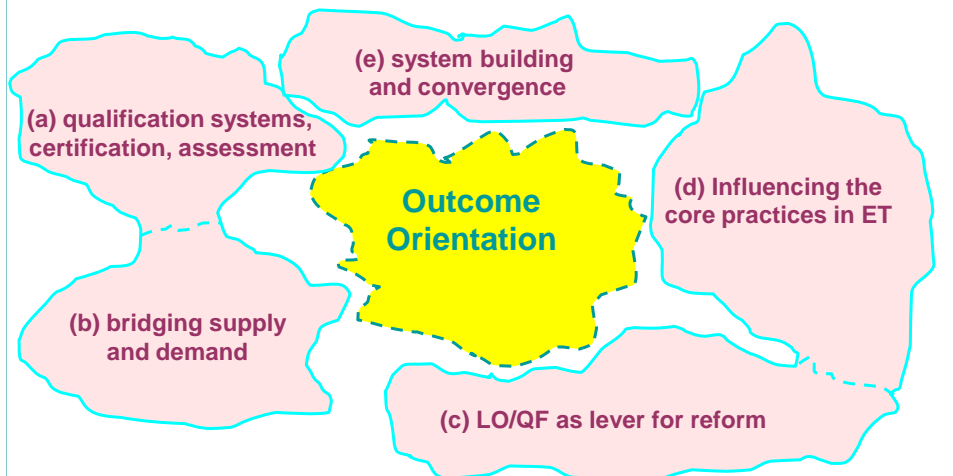 (e) system building
and convergence
(a) qualification systems,
certification, assessment
(d) Influencing the
core practices in ET
Outcome
Orientation
(b) bridging supply
and demand
(c) LO/QF as lever for reform